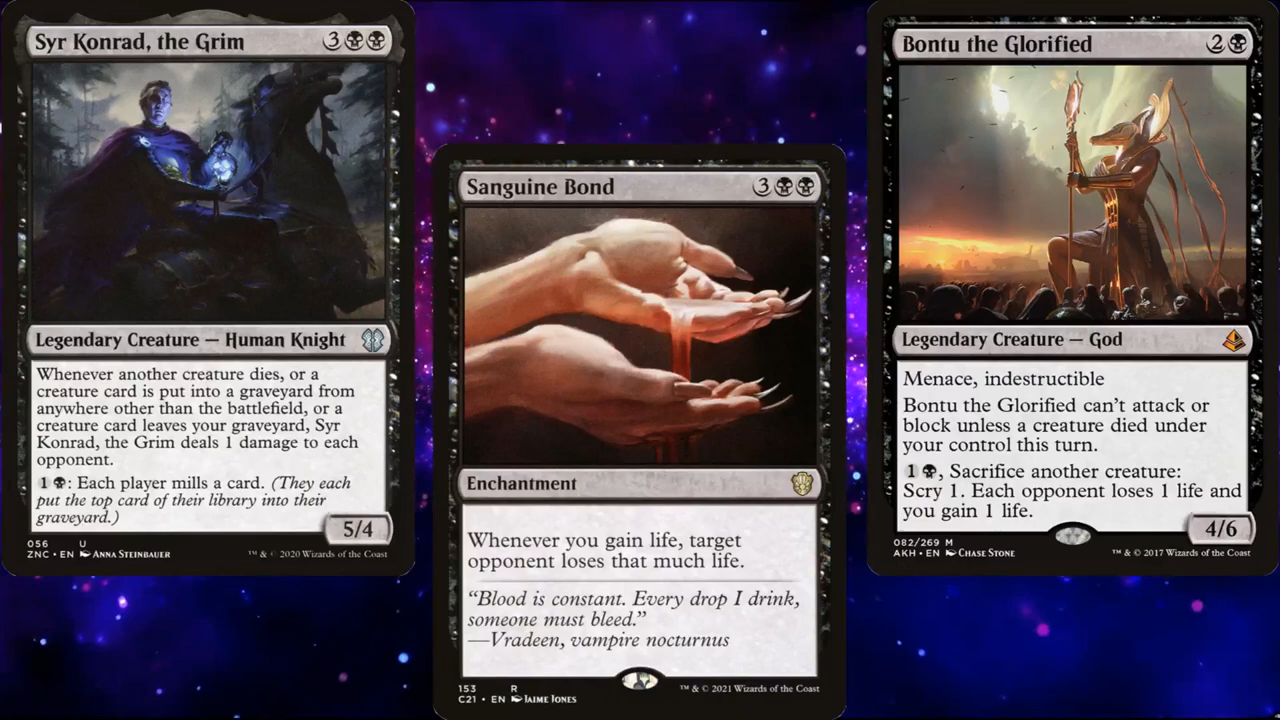 Syr Konrad, the Grim 3
Legendary Creature — Human Knight
Whenever another creature dies, or a
creature card is put into a graveyard from
anywhere other than the battlefield, or a
creature card leaves your graveyard, Syr
Konrad, the Grim deals 1 damage to each
opponent.
1: Each player mills a card. (They each
put the top card of their library into their
graveyard.)
5/4
056 U
ZNC • EN Anna Steinbauer ™ & © 2020 Wizards of the Coast
Sanguine Bond 3
Enchantment
Whenever you gain life, target
opponent loses that much life.
“Blood is constant. Every drop I drink,
someone must bleed.”
—Vradeen, vampire nocturnus
153 R
C21 • EN Jaime Jones ™ & © 2021 Wizards of the Coast
Bontu the Glorified 2
Legendary Creature — God
Menace, indestructible
Bontu the Glorified can't attack or
block unless a creature died under
your control this turn.
1, Sacrifice another creature:
Scry 1. Each opponent loses 1 life and
you gain 1 life.
4/6
082/269 M
AKH • EN Chase Stone ™ & © 2017 Wizards of the Coast